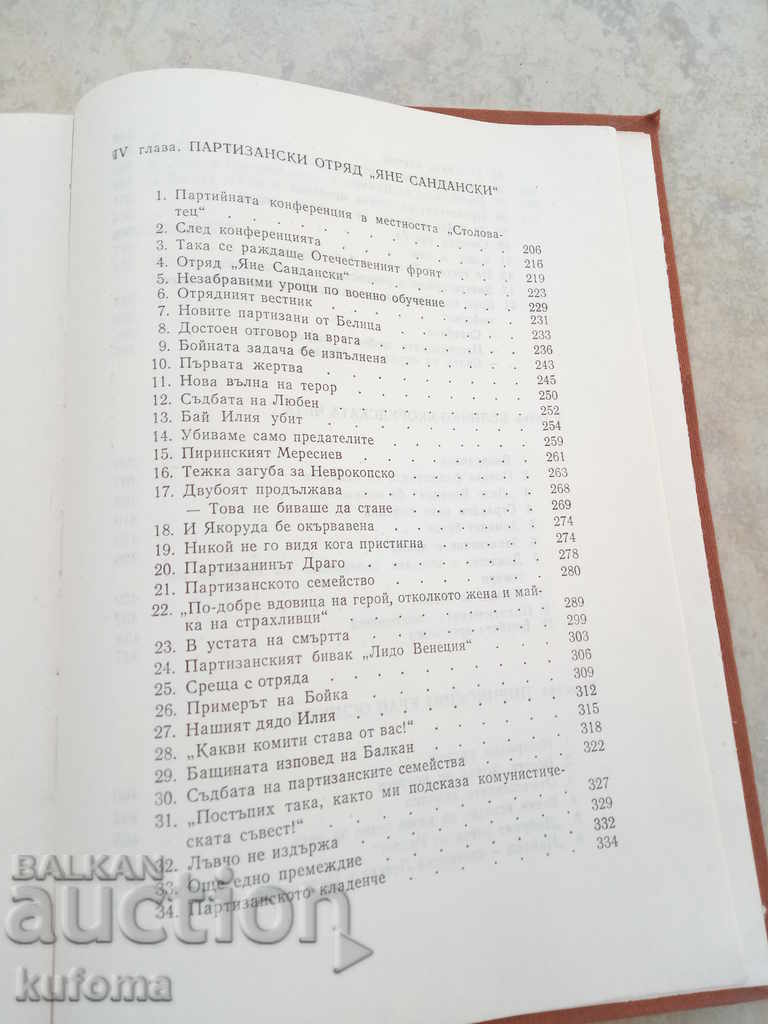 IV глава. ПАРТИЗАНСКИ ОТРЯД „ЯНЕ САНДАНСКИ“
1. Партийната конференция в местността „Столова-
тец“ . . . . . . . . . . 206
2. След конференцията . . . . . . 216
3. Така се раждаше Отечественият фронт . . 219
4. Отряд „Яне Сандански“ . . . . . 223
5. Незабравими уроци по военно обучение . . 229
6. Отрядният вестник . . . . . . 231
7. Новите партизани от Белица . . . . 233
8. Достоен отговор на врага . . . . . 236
9. Бойната задача бе изпълнена . . . . 243
10. Първата жертва . . . . . . . 245
11. Нова вълна на терор . . . . . . 250
12. Съдбата на Любен . . . . . . 252
13. Бай Илия убит . . . . . . . 254
14. Убиваме само предателите . . . . . 259
15. Пиринският Мересиев . . . . . . 261
16. Тежка загуба за Неврокопско . . . . 263
17. Двубоят продължава . . . . . . 268
— Това не биваше да стане . . . . 269
18. И Якоруда бе окървавена . . . . . 274
19. Никой не го видя кога пристигна . . . 274
20. Партизанинът Драго . . . . . . 278
21. Партизанското семейство . . . . . 280
22. „По-добре вдовица на герой, отколкото жена и май-
ка на страхливци“ . . . . . . 289
23. В устата на смъртта . . . . . . 299
24. Партизанският бивак „Лидо Венеция“ . . . 303
25. Среща с отряда . . . . . . . 306
26. Примерът на Бойка . . . . . . 309
27. Нашият дядо Илия . . . . . . 312
28. „Какви комити става от вас!“ . . . . 315
29. Бащината изповед на Балкан . . . . 318
30. Съдбата на партизанските семейства . . . 322
31. „Постъпих така, както ми подсказа комунистиче-
ската съвест!“ . . . . . . . 327
32. Лъвчо не издържа . . . . . . 329
33. Още едно премеждие . . . . . . 332
34. Партизанското кладенче . . . . . 334
BALKAN
auction
kufoma